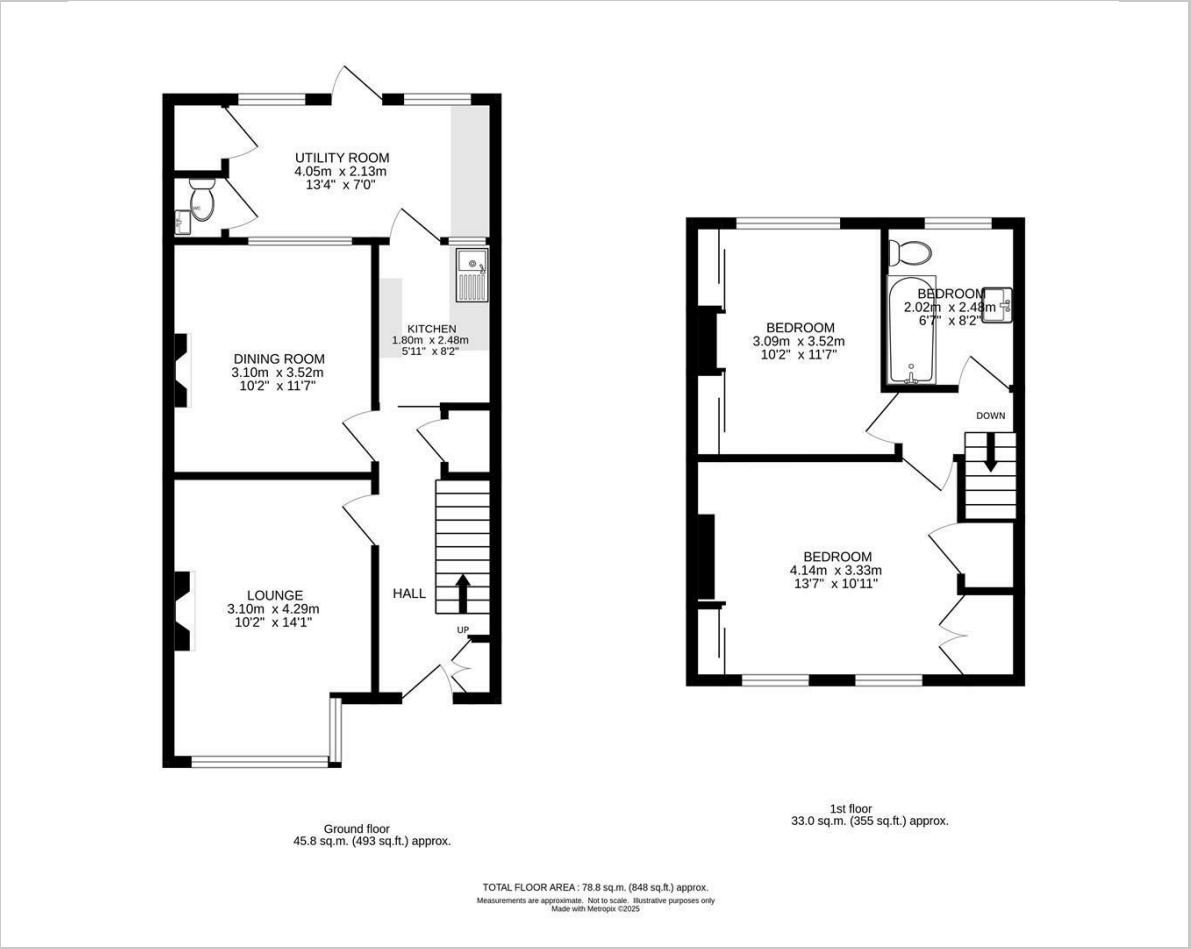 UTILITY ROOM
4.05m x 2.13m
13'4" x 7'0"
WC
KITCHEN
1.80m x 2.48m
5'11" x 8'2"
DINING ROOM
3.10m x 3.52m
10'2" x 11'7"
LOUNGE
3.10m x 4.29m
10'2" x 14'1"
HALL
UP
Ground floor
45.8 sq.m. (493 sq.ft.) approx.
BEDROOM
2.02m x 2.48m
6'7" x 8'2"
BEDROOM
3.09m x 3.52m
10'2" x 11'7"
DOWN
BEDROOM
4.14m x 3.33m
13'7" x 10'11"
1st floor
33.0 sq.m. (355 sq.ft.) approx.
TOTAL FLOOR AREA : 78.8 sq.m. (848 sq.ft.) approx.
Measurements are approximate. Not to scale. Illustrative purposes only
Made with Metropix ©2025